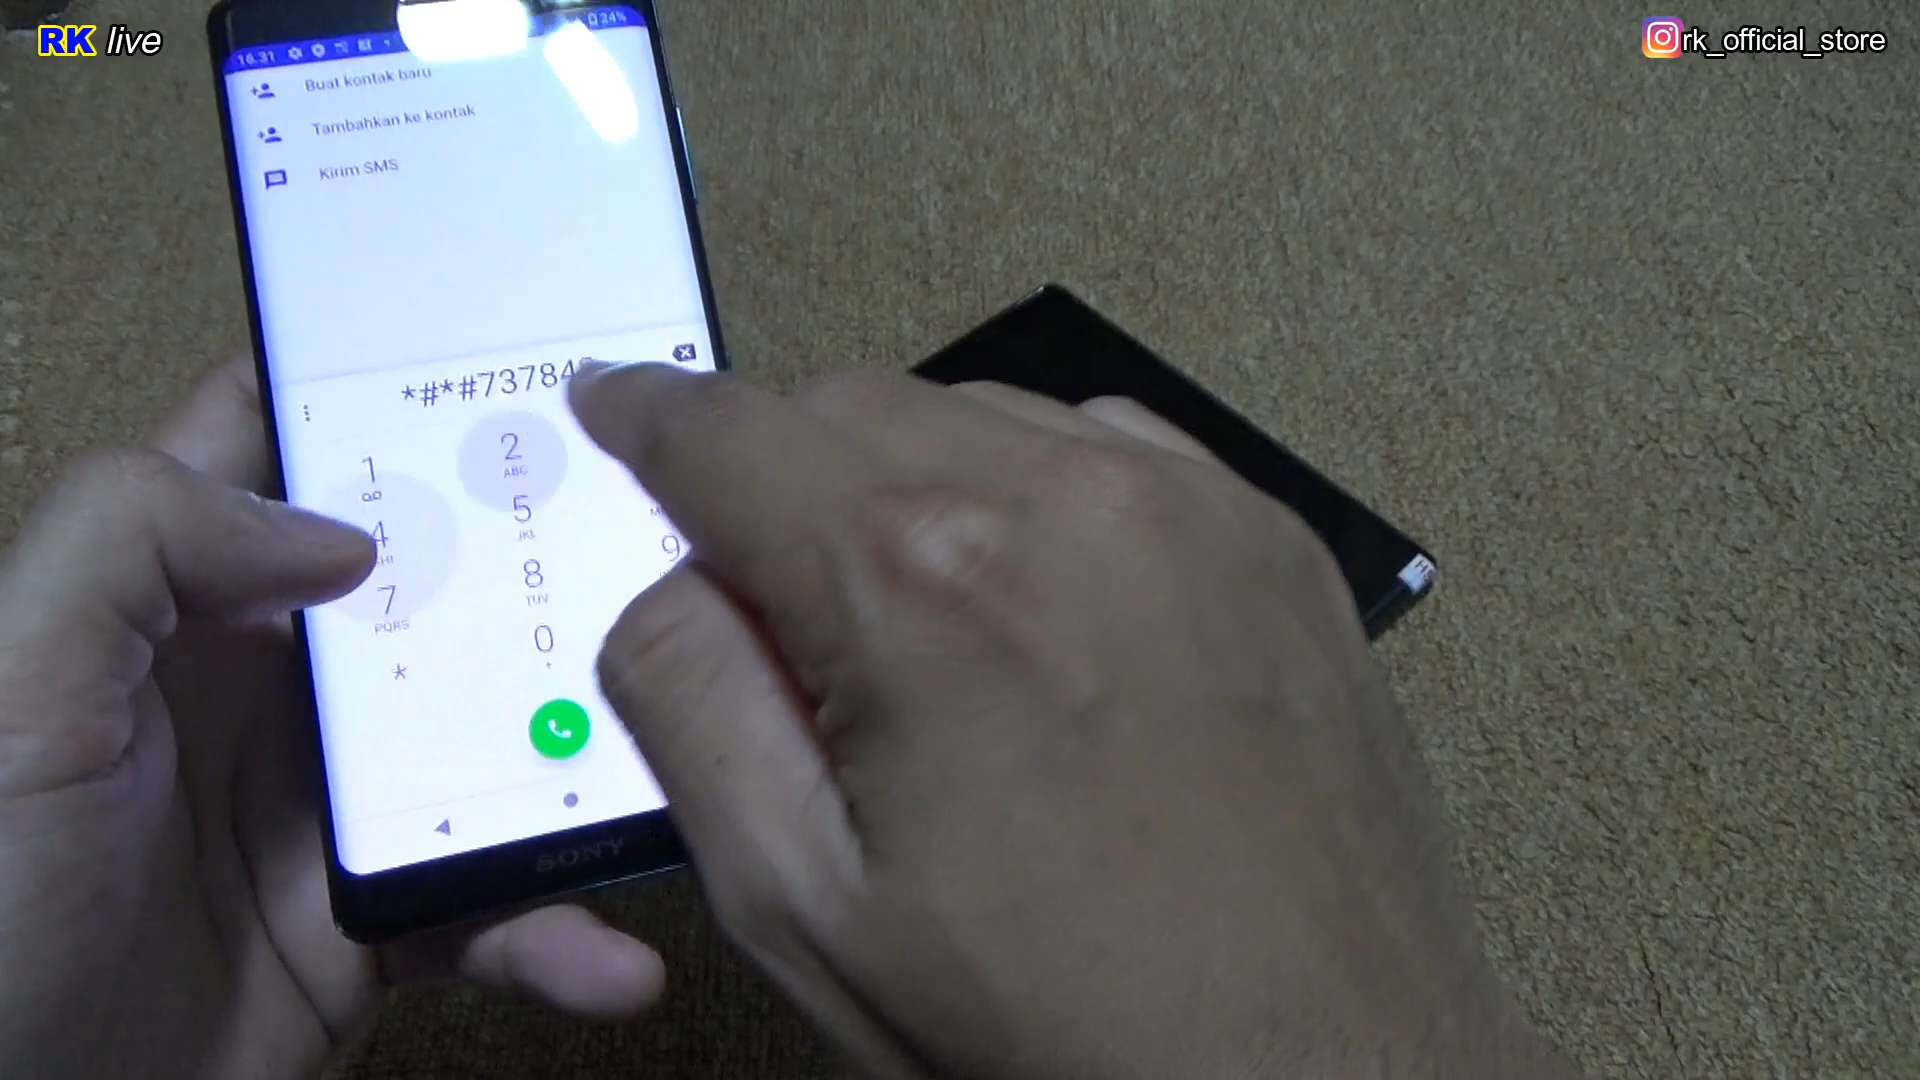 RK live
rk_official_store
16.31
24%
Buat kontak baru
Tambahkan ke kontak
Kirim SMS
*#*#73784
1
2
ABC
4
5
JKL
7
PQRS
8
TUV
9
*
0
+
SONY